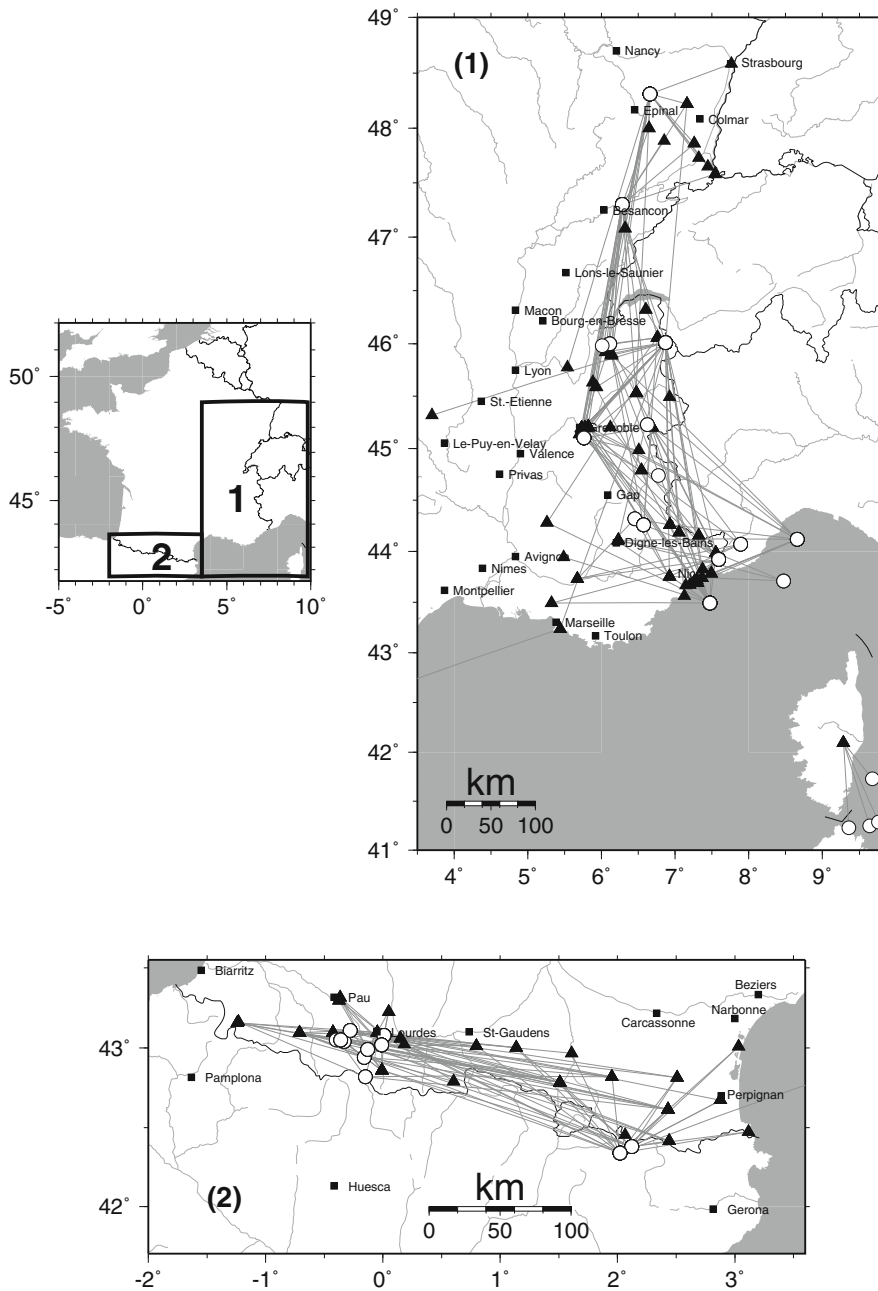 49°
48°
47°
46°
45°
44°
43°
42°
41°
4°
5°
6°
7°
8°
9°
(1)
Nancy
Strasbourg
Epinal
Colmar
Besancon
Lons-le-Saunier
Macon
Bourg-en-Bresse
Lyon
St.-Etienne
Grenoble
Le-Puy-en-Velay
Valence
Privas
Gap
Digne-les-Bains
Avigno
Nimes
Nice
Montpellier
Marseille
Toulon
km
0 50 100
50°
45°
-5°
0°
5°
10°
1
2
Biarritz
Pau
Lourdes
St-Gaudens
Carcassonne
Beziers
Narbonne
Pamplona
Perpignan
Huesca
Gerona
(2)
km
0 50 100
43°
42°
-2°
-1°
0°
1°
2°
3°